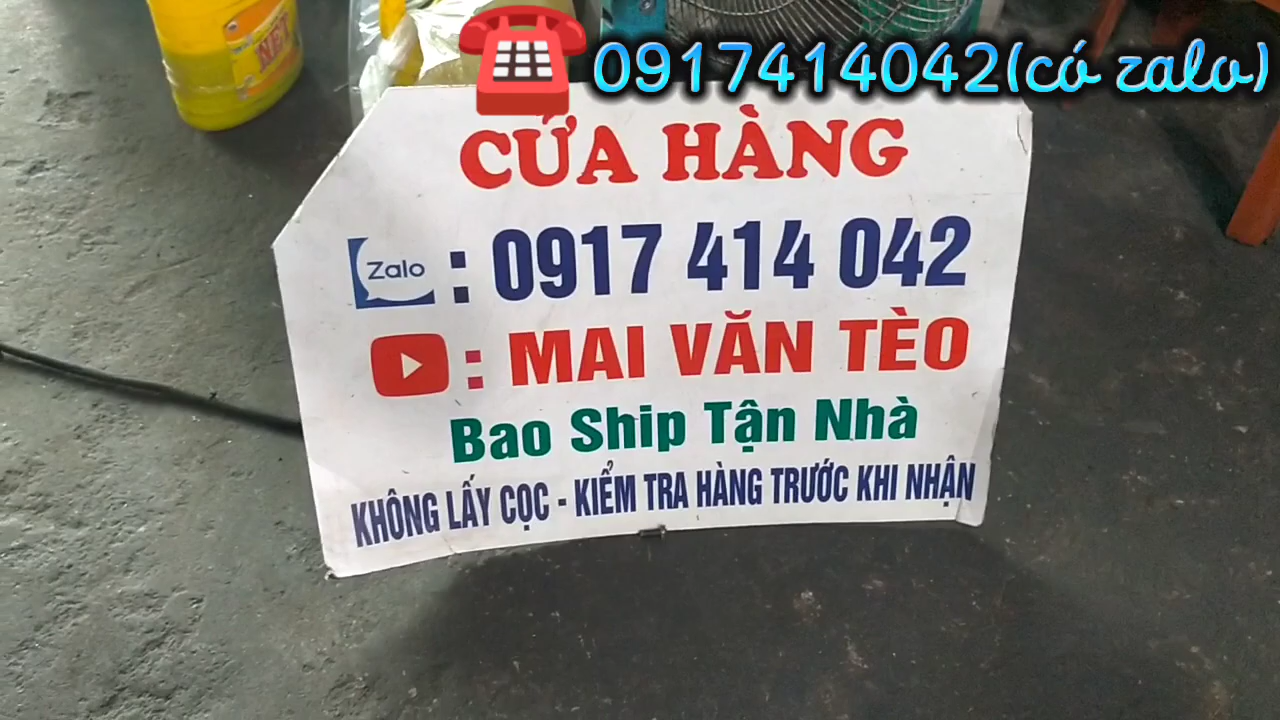 0917414042(có zalo)
NET
CỬA HÀNG
Zalo : 0917 414 042
: MAI VĂN TÈO
Bao Ship Tận Nhà
KHÔNG LẤY CỌC - KIỂM TRA HÀNG TRƯỚC KHI NHẬN